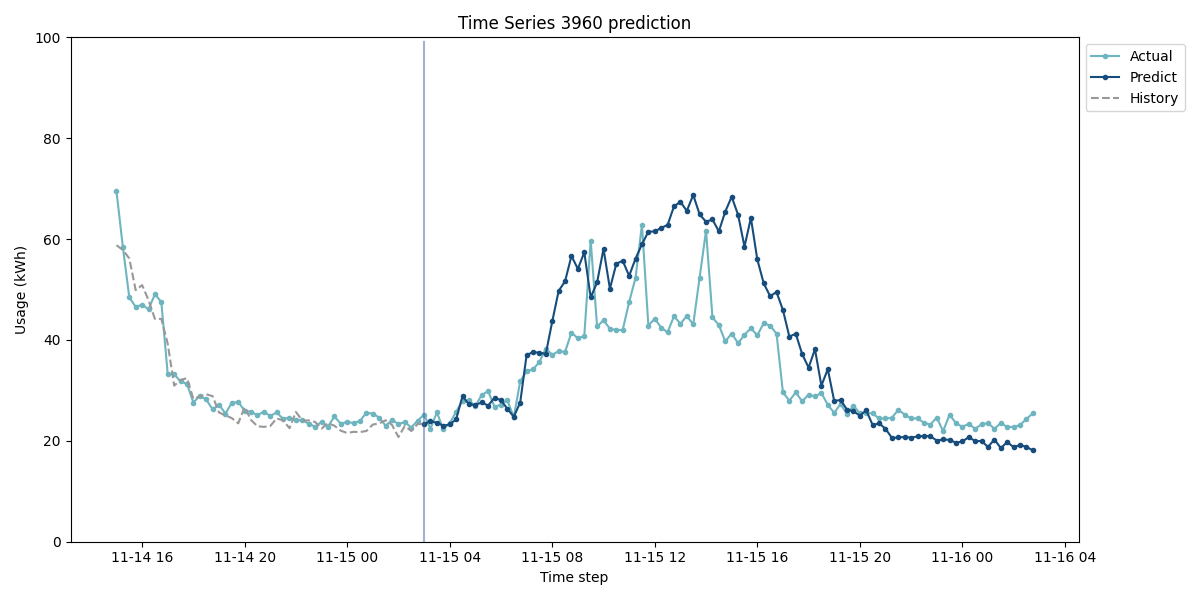 Time Series 3960 prediction
100
80
60
40
20
0
Usage (kWh)
11-14 16
11-14 20
11-15 00
11-15 04
11-15 08
11-15 12
11-15 16
11-15 20
11-16 00
11-16 04
Time step
Actual
Predict
History